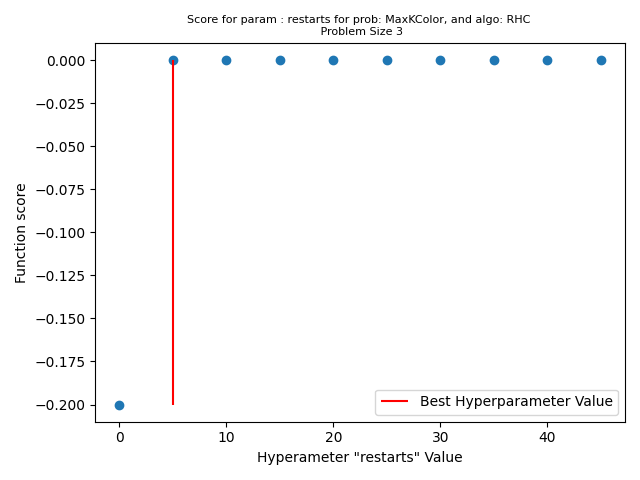 Score for param : restarts for prob: MaxKColor, and algo: RHC
Problem Size 3
0.000
−0.025
−0.050
−0.075
−0.100
−0.125
−0.150
−0.175
−0.200
Function score
Best Hyperparameter Value
0 10 20 30 40
Hyperameter "restarts" Value